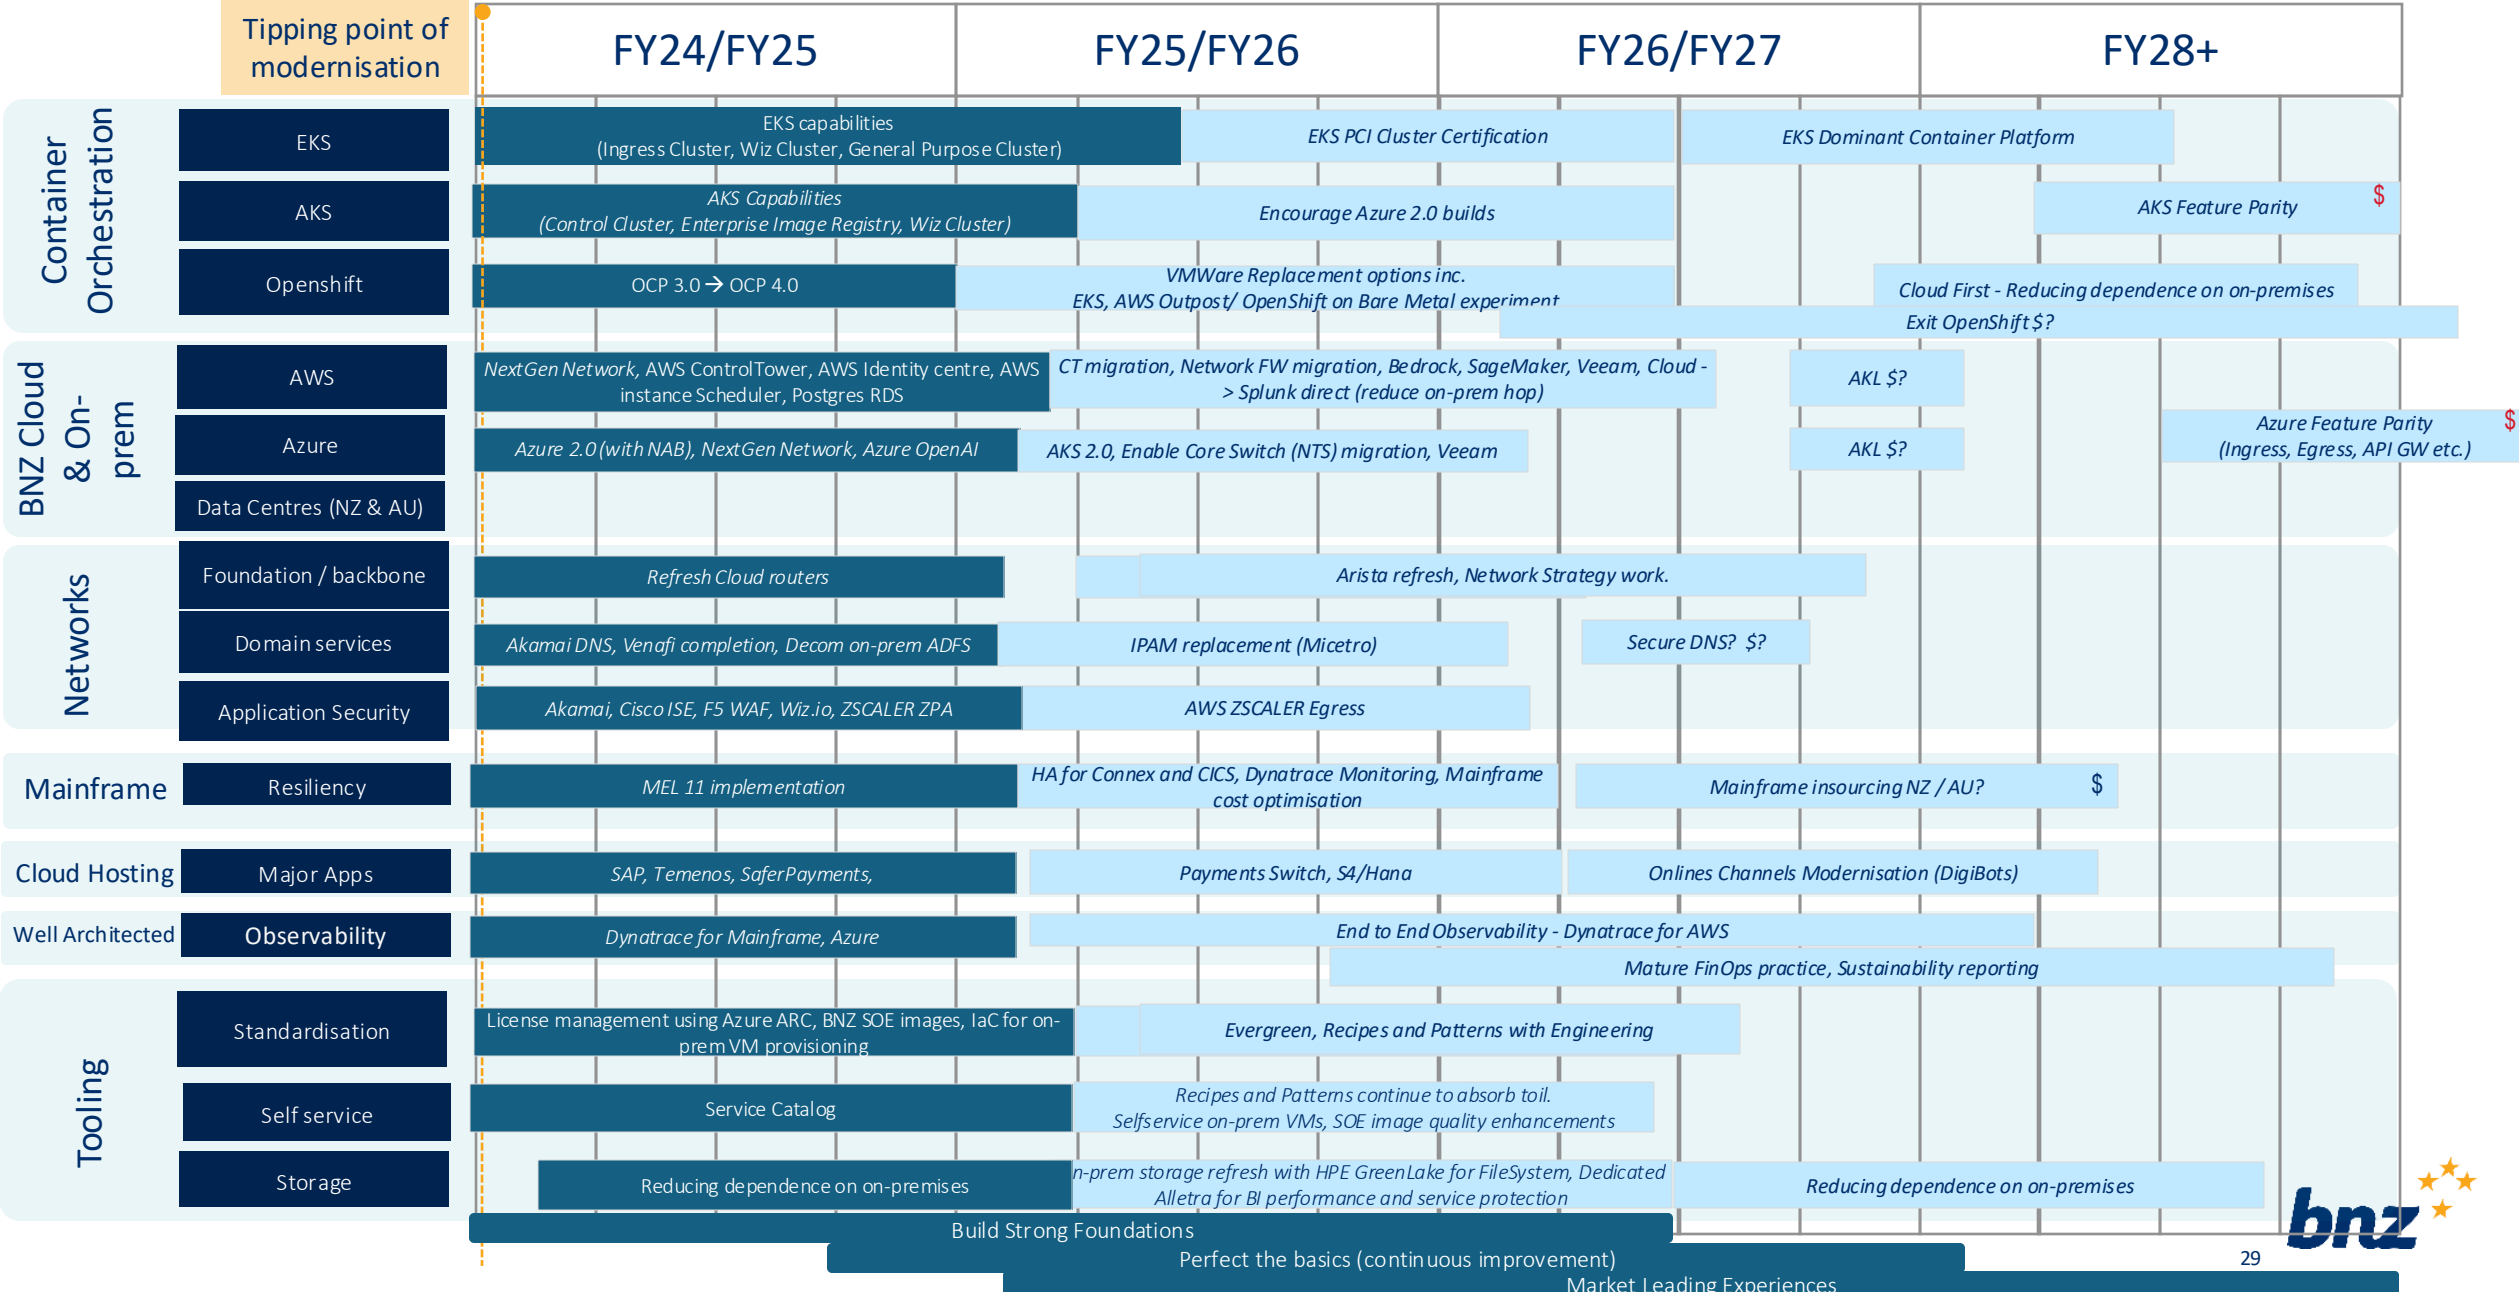 Tipping point of
modernisation
FY24/FY25
FY25/FY26
FY26/FY27
FY28+
Container
Orchestration
EKS
EKS capabilities
(Ingress Cluster, Wiz Cluster, General Purpose Cluster)
EKS PCI Cluster Certification
EKS Dominant Container Platform
AKS
AKS Capabilities
(Control Cluster, Enterprise Image Registry, Wiz Cluster)
Encourage Azure 2.0 builds
AKS Feature Parity
$
Openshift
OCP 3.0 → OCP 4.0
VMWare Replacement options inc.
EKS, AWS Outpost/ OpenShift on Bare Metal experiment
Cloud First - Reducing dependence on on-premises
Exit OpenShift $?
BNZ Cloud
& On-
prem
AWS
NextGen Network, AWS ControlTower, AWS Identity centre, AWS
instance Scheduler, Postgres RDS
CT migration, Network FW migration, Bedrock, SageMaker, Veeam, Cloud -
> Splunk direct (reduce on-prem hop)
AKL $?
Azure
Azure 2.0 (with NAB), NextGen Network, Azure OpenAI
AKS 2.0, Enable Core Switch (NTS) migration, Veeam
AKL $?
Azure Feature Parity
(Ingress, Egress, API GW etc.)
$
Data Centres (NZ & AU)
Networks
Foundation / backbone
Refresh Cloud routers
Arista refresh, Network Strategy work.
Domain services
Akamai DNS, Venafi completion, Decom on-prem ADFS
IPAM replacement (Micetro)
Secure DNS? $?
Application Security
Akamai, Cisco ISE, F5 WAF, Wiz.io, ZSCALER ZPA
AWS ZSCALER Egress
Mainframe
Resiliency
MEL 11 implementation
HA for Connex and CICS, Dynatrace Monitoring, Mainframe
cost optimisation
Mainframe insourcing NZ / AU?
$
Cloud Hosting
Major Apps
SAP, Temenos, SaferPayments,
Payments Switch, S4/Hana
Onlines Channels Modernisation (DigiBots)
Well Architected
Observability
Dynatrace for Mainframe, Azure
End to End Observability - Dynatrace for AWS
Mature FinOps practice, Sustainability reporting
Tooling
Standardisation
License management using Azure ARC, BNZ SOE images, IaC for on-
prem VM provisioning
Evergreen, Recipes and Patterns with Engineering
Self service
Service Catalog
Recipes and Patterns continue to absorb toil.
Selfservice on-prem VMs, SOE image quality enhancements
Storage
Reducing dependence on on-premises
n-prem storage refresh with HPE GreenLake for FileSystem, Dedicated
Alletra for BI performance and service protection
Reducing dependence on on-premises
Build Strong Foundations
Perfect the basics (continuous improvement)
Market Leading Experiences
bnz
29